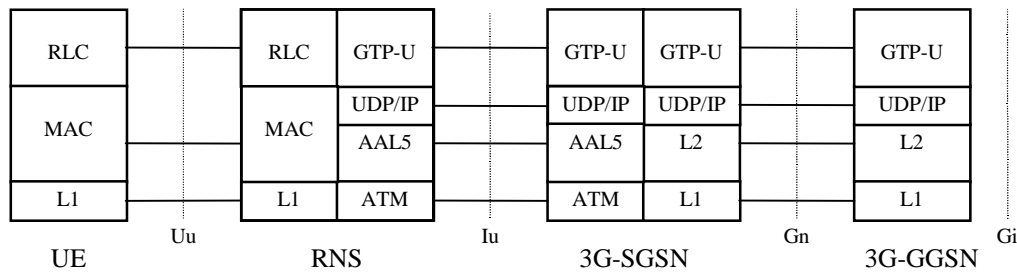 RLC RLC GTP-U GTP-U GTP-U GTP-U
UDP/IP UDP/IP UDP/IP UDP/IP
MAC MAC
AAL5 AAL5 L2 L2
L1 L1 ATM ATM L1 L1
Uu Iu Gn Gi
UE RNS 3G-SGSN 3G-GGSN